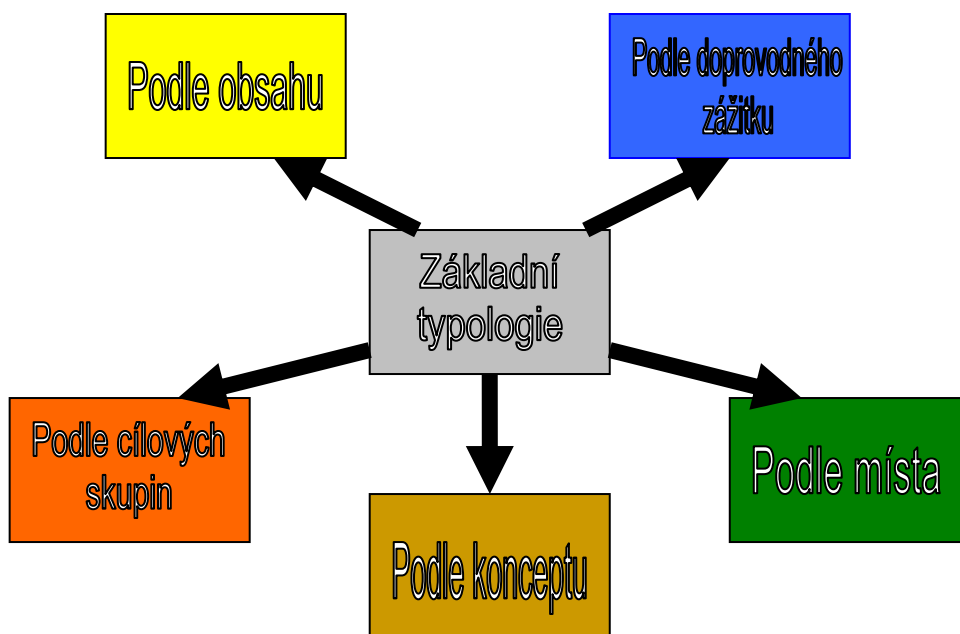 Podle obsahu
Podle doprovodného
zážitku
Základní
typologie
Podle cílových
skupin
Podle místa
Podle konceptu